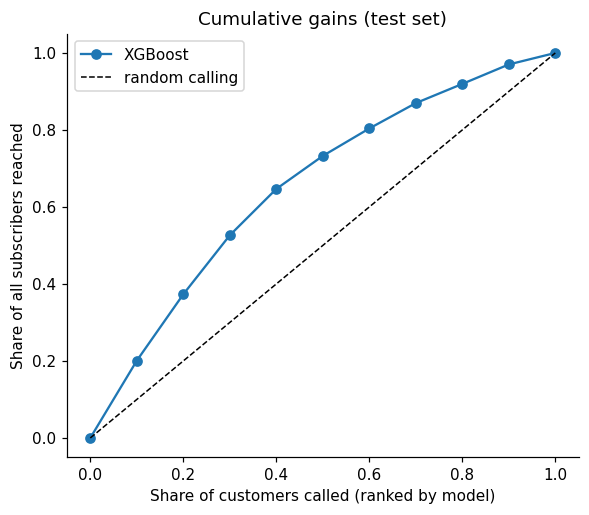 Cumulative gains (test set)
XGBoost
random calling
Share of all subscribers reached
1.0
0.8
0.6
0.4
0.2
0.0
0.0 0.2 0.4 0.6 0.8 1.0
Share of customers called (ranked by model)